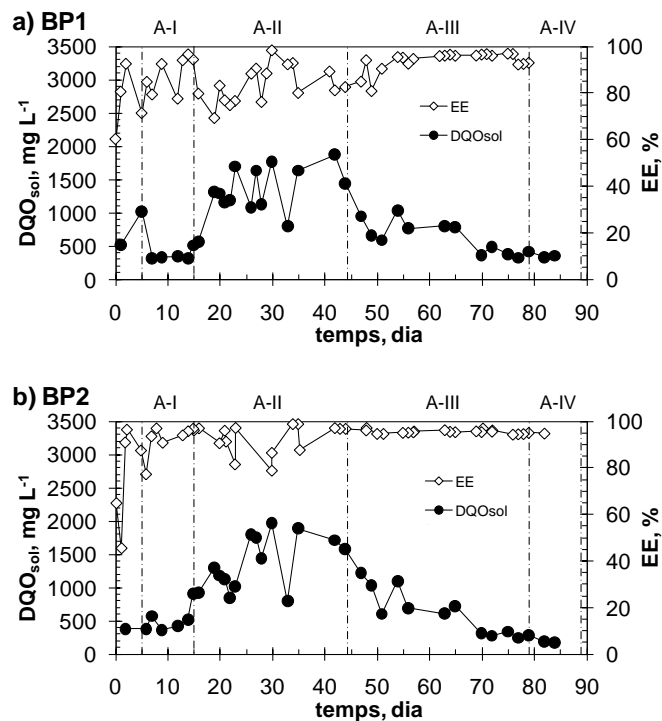 a) BP1
A-I A-II A-III A-IV
3500 3000 2500 2000 1500 1000 500 0
DQOsol, mg L-1
100 80 60 40 20 0
EE, %
EE
DQOsol
0 10 20 30 40 50 60 70 80 90
temps, dia
b) BP2
A-I A-II A-III A-IV
3500 3000 2500 2000 1500 1000 500 0
DQOsol, mg L-1
100 80 60 40 20 0
EE, %
EE
DQOsol
0 10 20 30 40 50 60 70 80 90
temps, dia